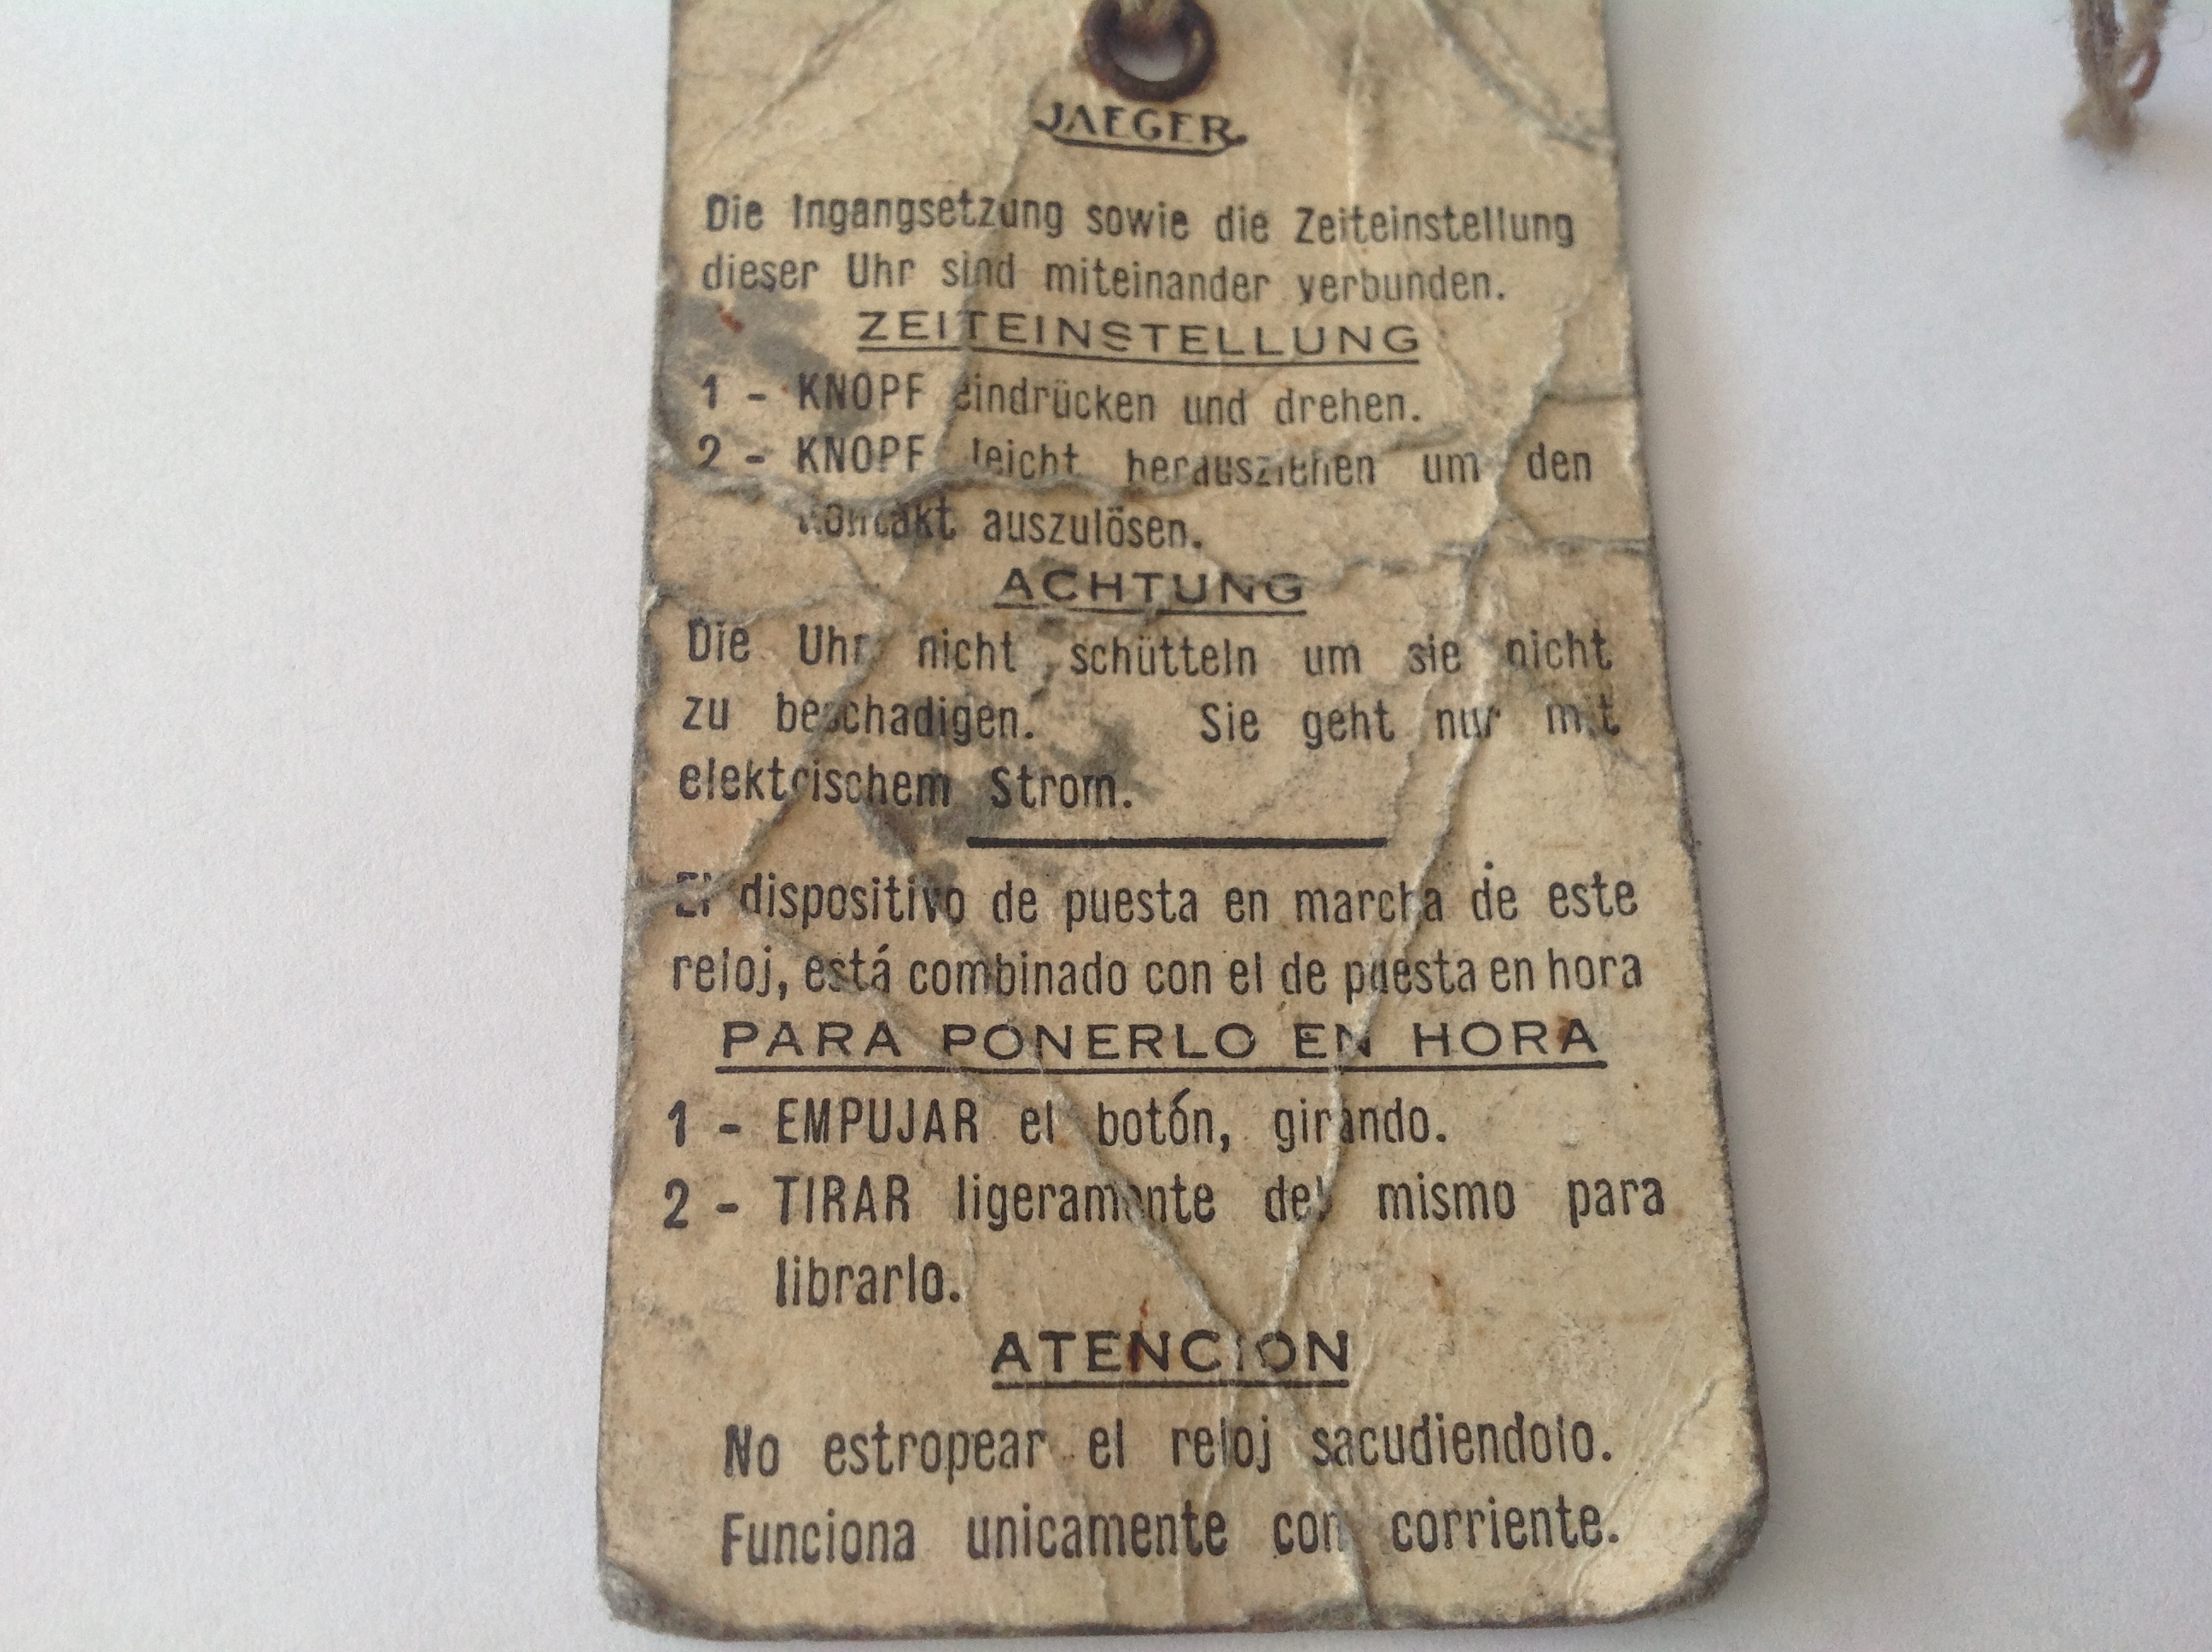 JAEGER
Die Ingangsetzung sowie die Zeiteinstellung
dieser Uhr sind miteinander verbunden.
ZEITEINSTELLUNG
1 - KNOPF eindrücken und drehen.
2 - KNOPF leicht herausziehen um den
Kontakt auszulösen.
ACHTUNG
Die Uhr nicht schütteln um sie nicht
zu beschadigen. Sie geht nur mit
elektrischem Strom.
El dispositivo de puesta en marcha de este
reloj, está combinado con el de puesta en hora
PARA PONERLO EN HORA
1 - EMPUJAR el botón, girando.
2 - TIRAR ligeramente del mismo para
librarlo.
ATENCION
No estropear el reloj sacudiendolo.
Funciona unicamente con corriente.